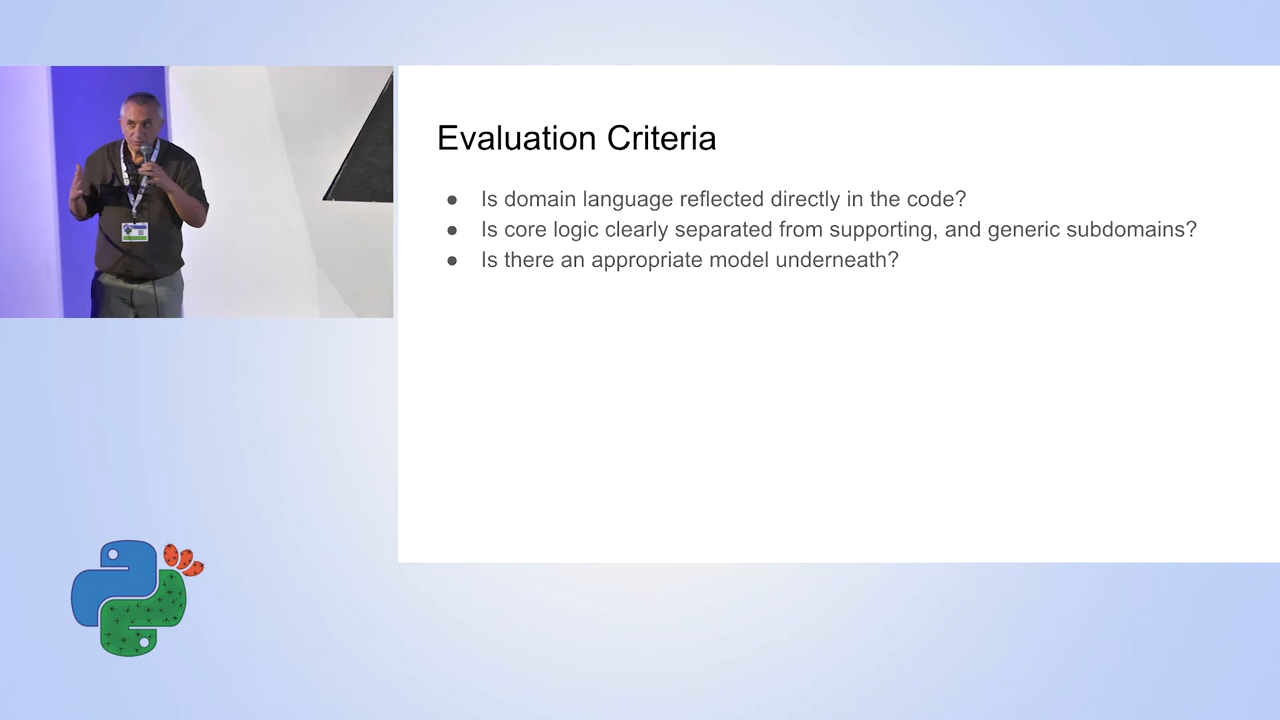 Evaluation Criteria
● Is domain language reflected directly in the code?
● Is core logic clearly separated from supporting, and generic subdomains?
● Is there an appropriate model underneath?